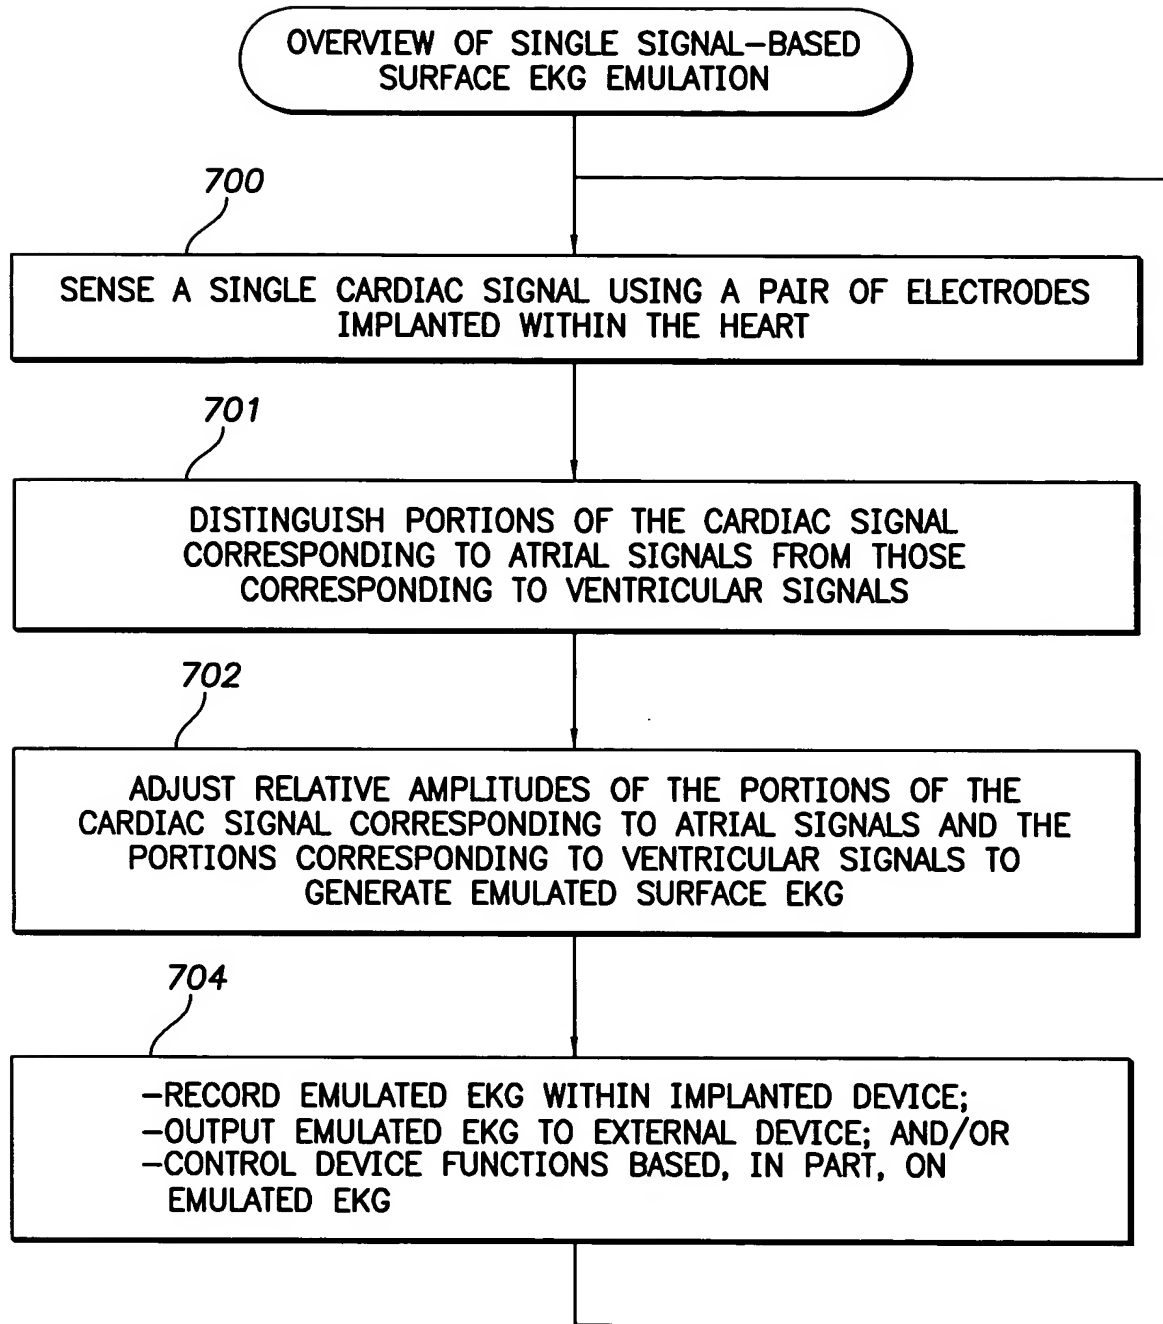 OVERVIEW OF SINGLE SIGNAL-BASED
SURFACE EKG EMULATION
700
SENSE A SINGLE CARDIAC SIGNAL USING A PAIR OF ELECTRODES
IMPLANTED WITHIN THE HEART
701
DISTINGUISH PORTIONS OF THE CARDIAC SIGNAL
CORRESPONDING TO ATRIAL SIGNALS FROM THOSE
CORRESPONDING TO VENTRICULAR SIGNALS
702
ADJUST RELATIVE AMPLITUDES OF THE PORTIONS OF THE
CARDIAC SIGNAL CORRESPONDING TO ATRIAL SIGNALS AND THE
PORTIONS CORRESPONDING TO VENTRICULAR SIGNALS TO
GENERATE EMULATED SURFACE EKG
704
-RECORD EMULATED EKG WITHIN IMPLANTED DEVICE;
-OUTPUT EMULATED EKG TO EXTERNAL DEVICE; AND/OR
-CONTROL DEVICE FUNCTIONS BASED, IN PART, ON
EMULATED EKG